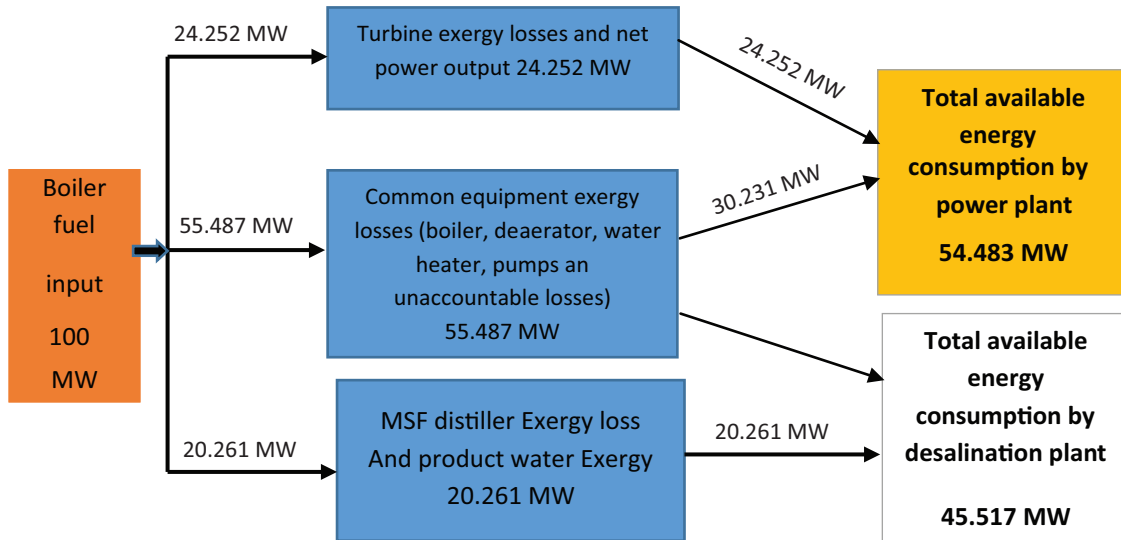 Boiler
fuel
input
100
MW
24.252 MW
55.487 MW
20.261 MW
Turbine exergy losses and net
power output 24.252 MW
Common equipment exergy
losses (boiler, deaerator, water
heater, pumps an
unaccountable losses)
55.487 MW
MSF distiller Exergy loss
And product water Exergy
20.261 MW
24.252 MW
30.231 MW
20.261 MW
Total available
energy
consumption by
power plant
54.483 MW
Total available
energy
consumption by
desalination plant
45.517 MW